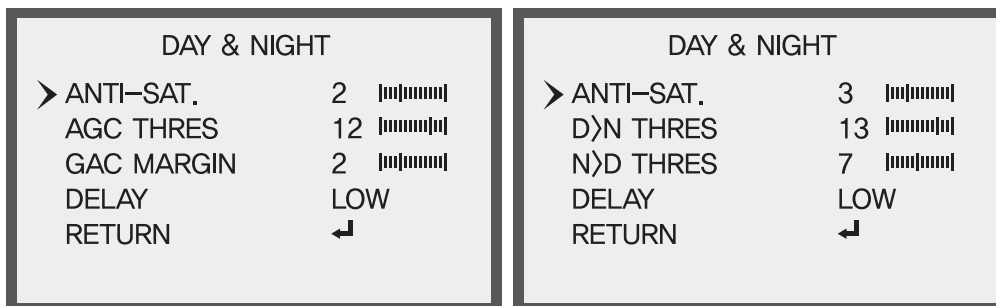 DAY & NIGHT
ANTI-SAT. 2
AGC THRES 12
GAC MARGIN 2
DELAY LOW
RETURN
DAY & NIGHT
ANTI-SAT. 3
D>N THRES 13
N>D THRES 7
DELAY LOW
RETURN